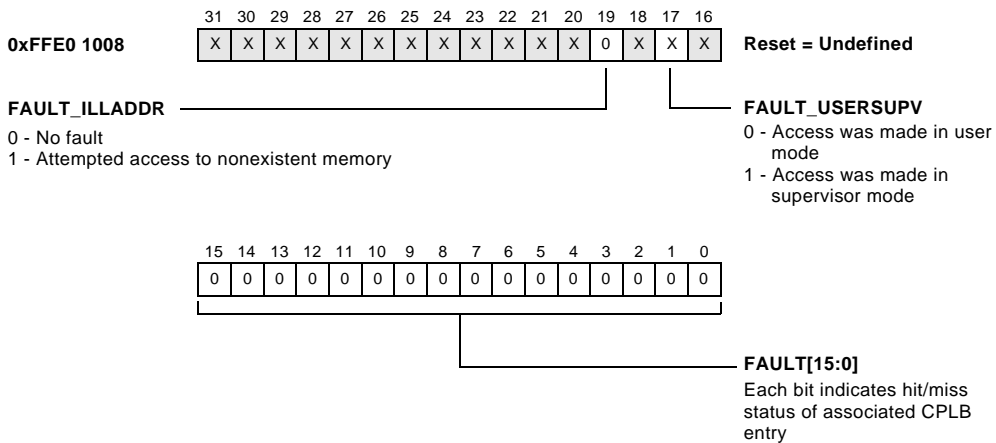 31 30 29 28 27 26 25 24 23 22 21 20 19 18 17 16
0xFFE0 1008 X X X X X X X X X X X X 0 X X X Reset = Undefined
FAULT_ILLADDR
0 - No fault
1 - Attempted access to nonexistent memory
FAULT_USERSUPV
0 - Access was made in user
mode
1 - Access was made in
supervisor mode
15 14 13 12 11 10 9 8 7 6 5 4 3 2 1 0
0 0 0 0 0 0 0 0 0 0 0 0 0 0 0 0
FAULT[15:0]
Each bit indicates hit/miss
status of associated CPLB
entry